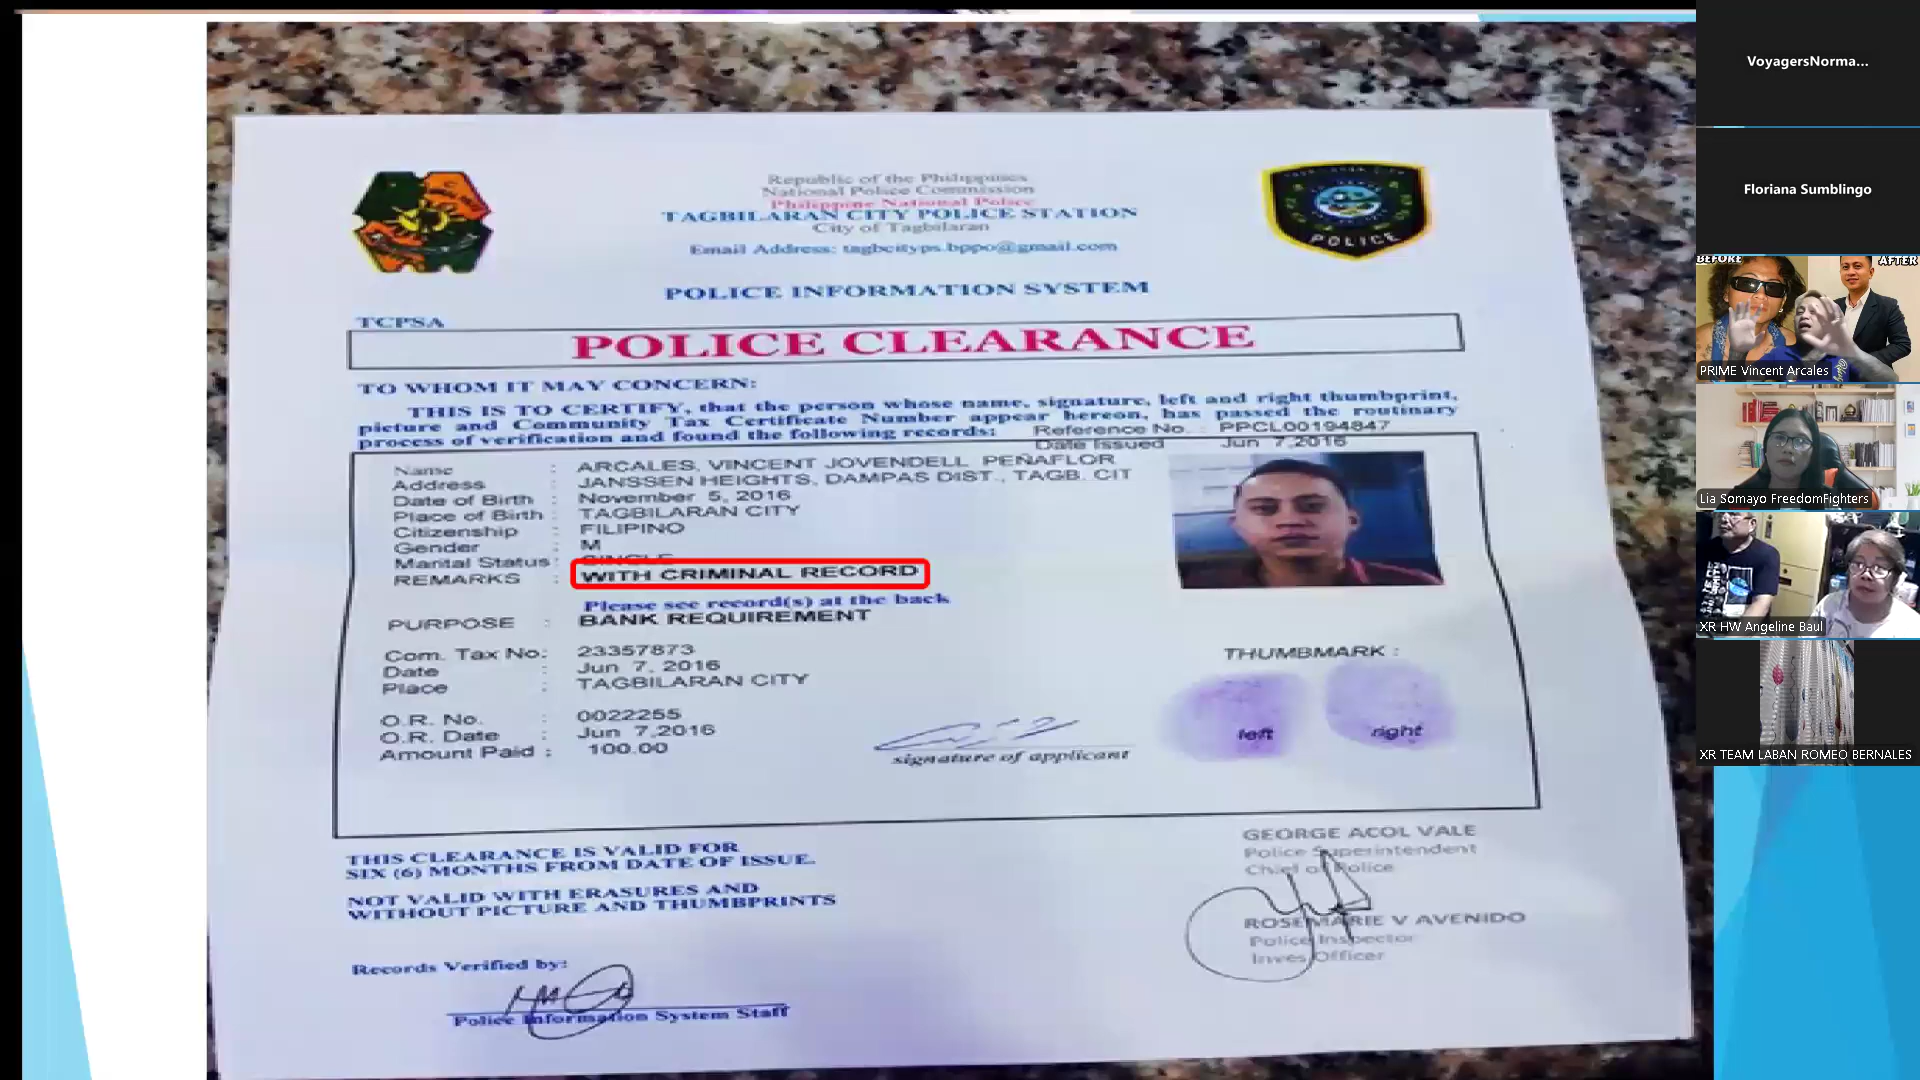 Republic of the Philippines
National Police Commission
Philippine National Police
TAGBILARAN CITY POLICE STATION
City of Tagbilaran
Email Address: tagbcityps.bppo@gmail.com
POLICE
POLICE INFORMATION SYSTEM
TCPSA
POLICE CLEARANCE
TO WHOM IT MAY CONCERN:
THIS IS TO CERTIFY, that the person whose name, signature, left and right thumbprint,
picture and Community Tax Certificate Number appear hereon, has passed the routinary
process of verification and found the following records:
Reference No. : PPCL00194847
Date Issued Jun 7,2016
Name : ARCALES, VINCENT JOVENDELL PEÑAFLOR
Address : JANSSEN HEIGHTS, DAMPAS DIST., TAGB. CIT
Date of Birth : November 5, 2016
Place of Birth : TAGBILARAN CITY
Citizenship : FILIPINO
Gender : M
Marital Status : SINGLE
REMARKS : WITH CRIMINAL RECORD
Please see record(s) at the back
PURPOSE : BANK REQUIREMENT
Com. Tax No: 23357873
Date : Jun 7, 2016
Place : TAGBILARAN CITY
O.R. No. : 0022255
O.R. Date : Jun 7,2016
Amount Paid : 100.00
signature of applicant
THUMBMARK :
left
right
THIS CLEARANCE IS VALID FOR
SIX (6) MONTHS FROM DATE OF ISSUE.
NOT VALID WITH ERASURES AND
WITHOUT PICTURE AND THUMBPRINTS
Records Verified by:
Police Information System Staff
GEORGE ACOL VALE
Police Superintendent
Chief of Police
ROSEMARIE V AVENIDO
Police Inspector
Inves Officer
VoyagersNorma...
Floriana Sumblingo
BEFORE
AFTER
PRIME Vincent Arcales
Lia Somayo FreedomFighters
XR HW Angeline Baul
XR TEAM LABAN ROMEO BERNALES